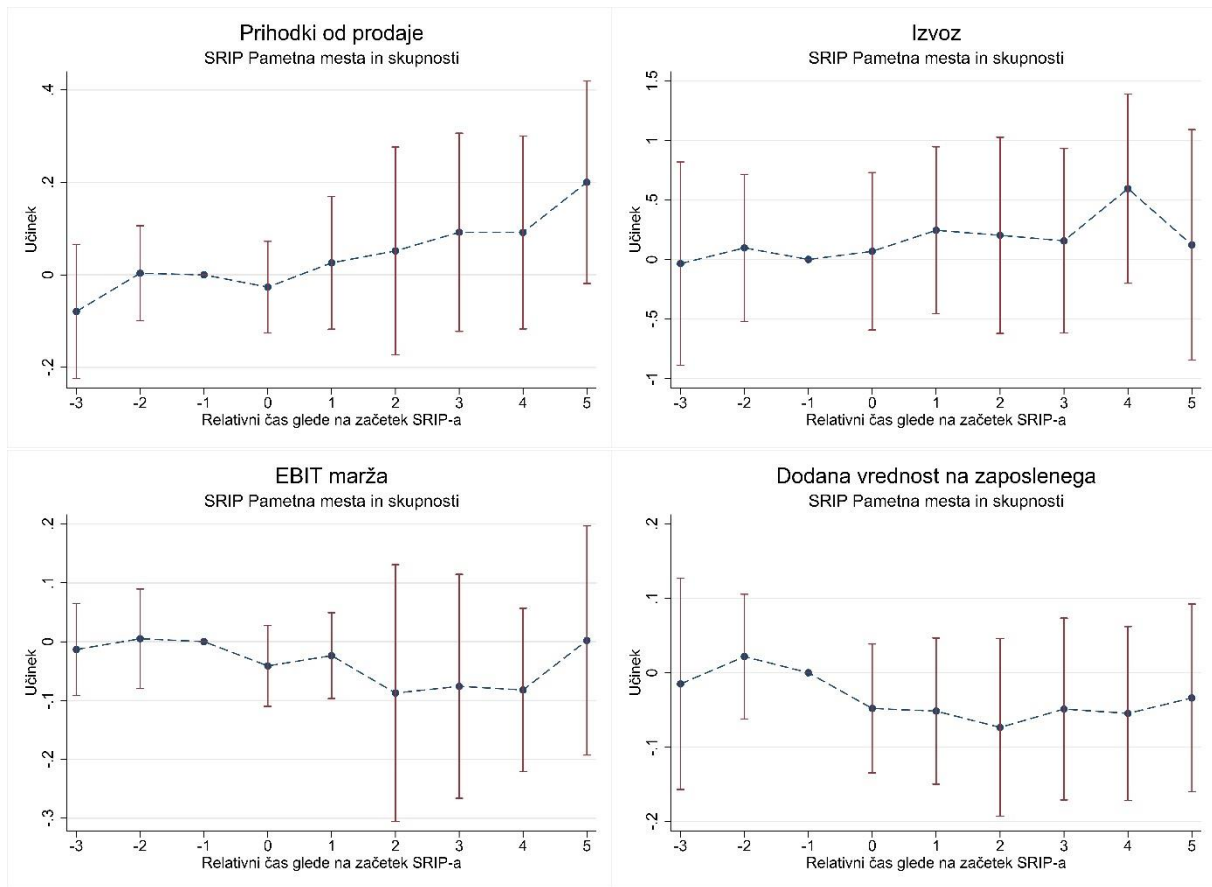 Prihodki od prodaje
SRIP Pametna mesta in skupnosti
Učinek
.4
.2
0
-.2
-3 -2 -1 0 1 2 3 4 5
Relativni čas glede na začetek SRIP-a
Izvoz
SRIP Pametna mesta in skupnosti
Učinek
1.5
1
.5
0
-.5
-1
-3 -2 -1 0 1 2 3 4 5
Relativni čas glede na začetek SRIP-a
EBIT marža
SRIP Pametna mesta in skupnosti
Učinek
.2
.1
0
-.1
-.2
-.3
-3 -2 -1 0 1 2 3 4 5
Relativni čas glede na začetek SRIP-a
Dodana vrednost na zaposlenega
SRIP Pametna mesta in skupnosti
Učinek
.2
.1
0
-.1
-.2
-3 -2 -1 0 1 2 3 4 5
Relativni čas glede na začetek SRIP-a